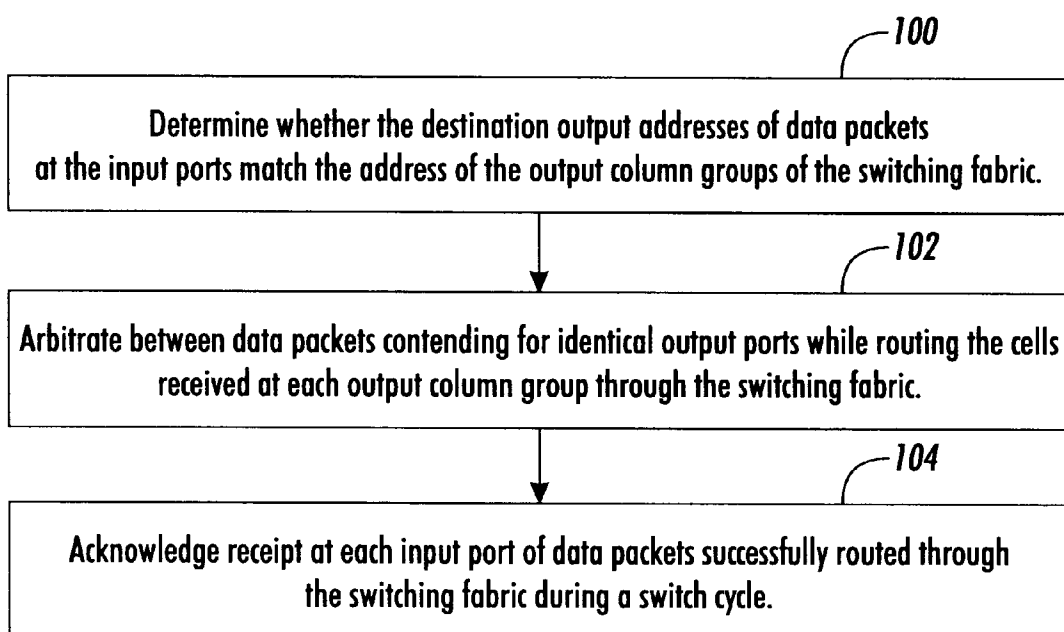 100
Determine whether the destination output addresses of data packets
at the input ports match the address of the output column groups of the switching fabric.
102
Arbitrate between data packets contending for identical output ports while routing the cells
received at each output column group through the switching fabric.
104
Acknowledge receipt at each input port of data packets successfully routed through
the switching fabric during a switch cycle.